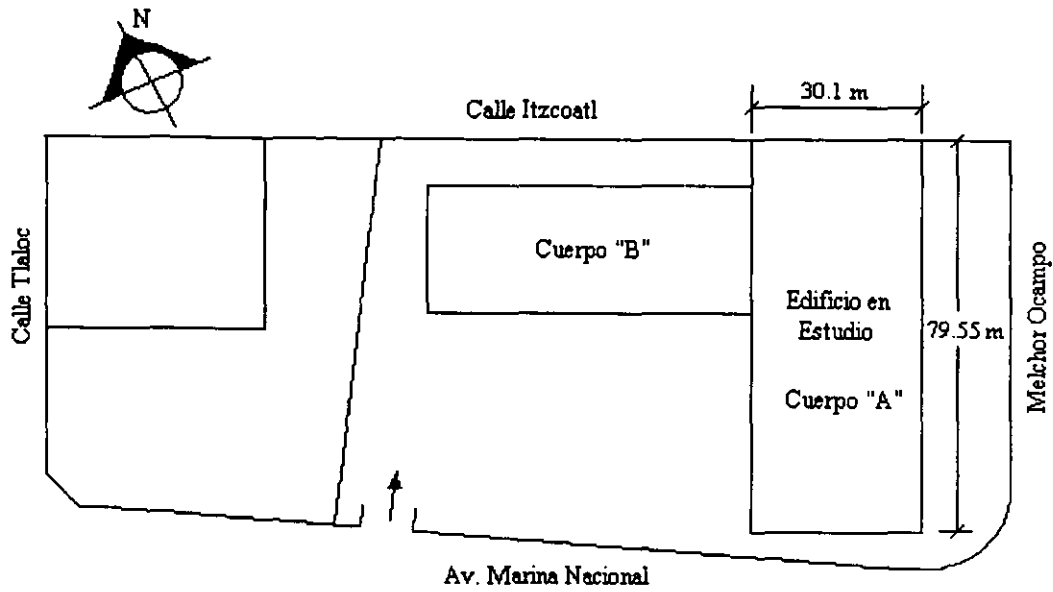 N
30.1 m
Calle Itzcoatl
Calle Tlaloc
Cuerpo "B"
Edificio en
Estudio
79.55 m
Cuerpo "A"
Melchor Ocampo
Av. Marina Nacional